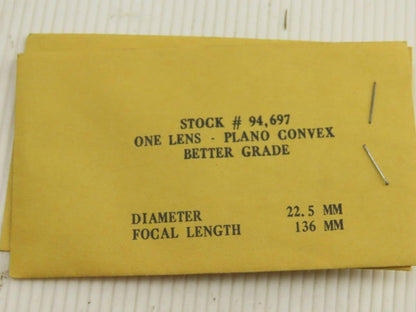 STOCK # 94,697
ONE LENS - PLANO CONVEX
BETTER GRADE
DIAMETER 22.5 MM
FOCAL LENGTH 136 MM